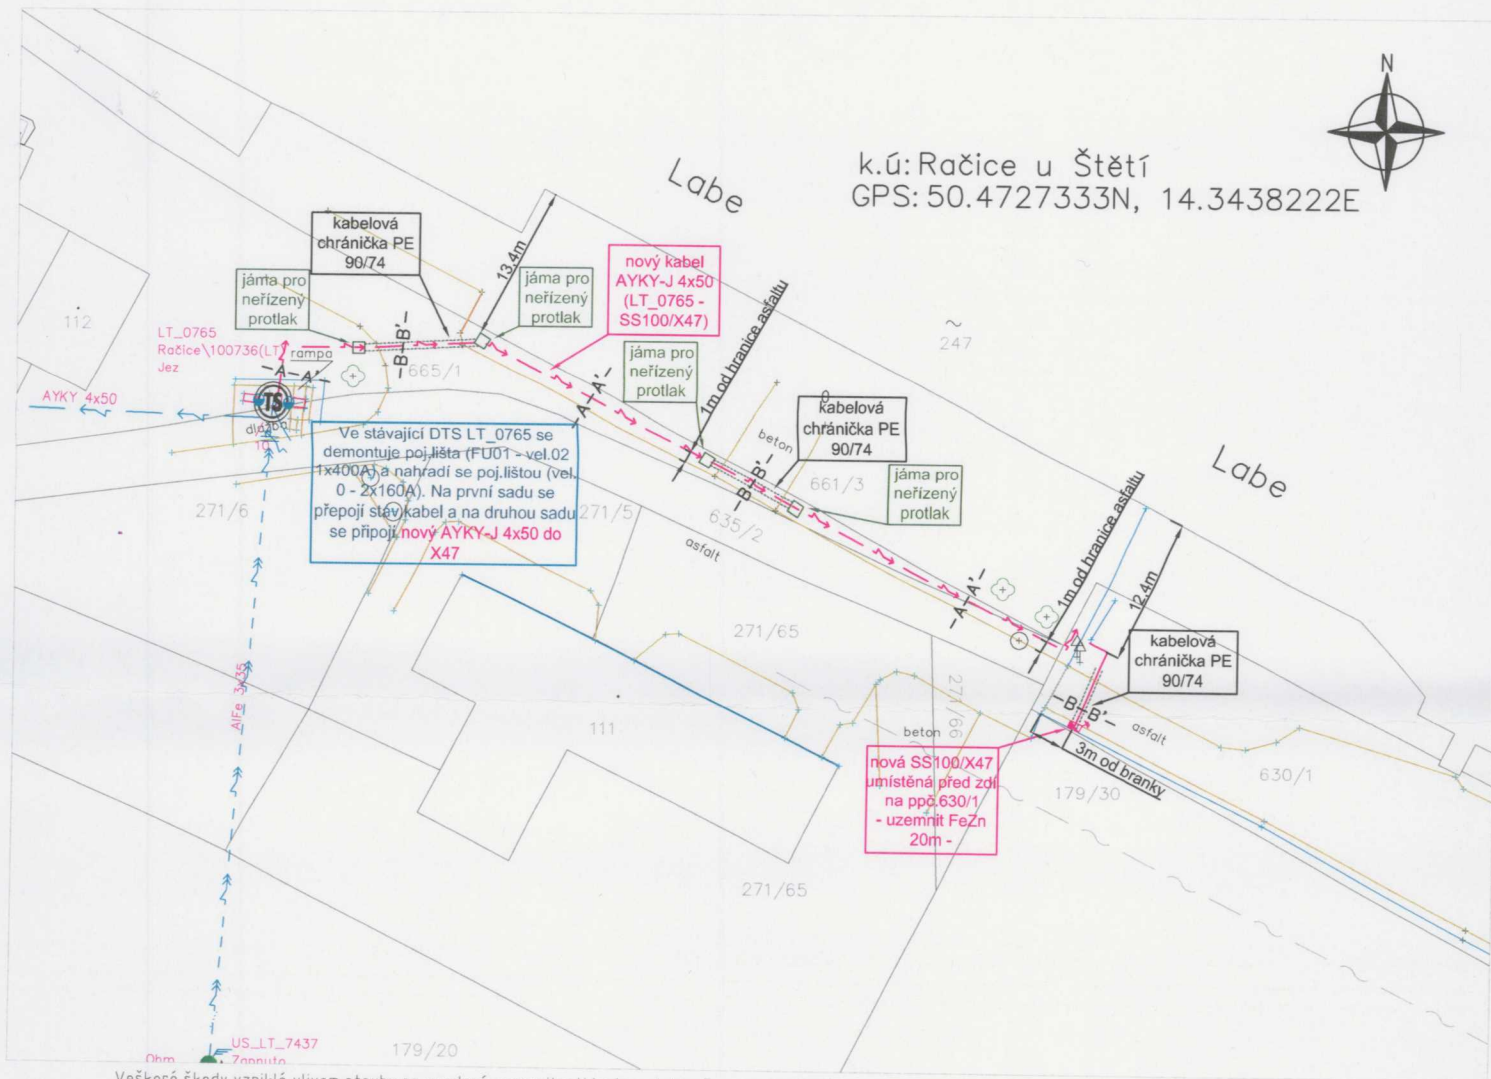 N
k.ú: Račice u Štětí
GPS: 50.4727333N, 14.3438222E
Labe
kabelová
chránička PE
90/74
13.4m
jáma pro
neřízený
protlak
jáma pro
neřízený
protlak
nový kabel
AYKY-J 4x50
(LT_0765 -
SS100/X47)
1m od hranice asfaltu
~
247
112
LT_0765
Račice\100736(LT
Jez
rampa
-A-A'-
-B-B'-
665/1
jáma pro
neřízený
protlak
-A-A'-
AYKY 4x50
TS
dlažba
10
kabelová
chránička PE
90/74
beton
-B-B'-
661/3
jáma pro
neřízený
protlak
Labe
Ve stávající DTS LT_0765 se
demontuje poj.lišta (FU01 - vel.02
1x400A) a nahradí se poj.lištou (vel.
0 - 2x160A). Na první sadu se
přepojí stáv.kabel a na druhou sadu
se připojí nový AYKY-J 4x50 do
X47
V
V
271/6
271/5
635/2
asfalt
1m od hranice asfaltu
12.4m
-A-A'-
271/65
kabelová
chránička PE
90/74
AlFe 3x35
271/66
-B-B'-
asfalt
111
beton
3m od branky
nová SS100/X47
umístěná před zdí
na ppč.630/1
- uzemnit FeZn
20m -
179/30
630/1
271/65
US_LT_7437
Zapnuto
Ohm
179/20